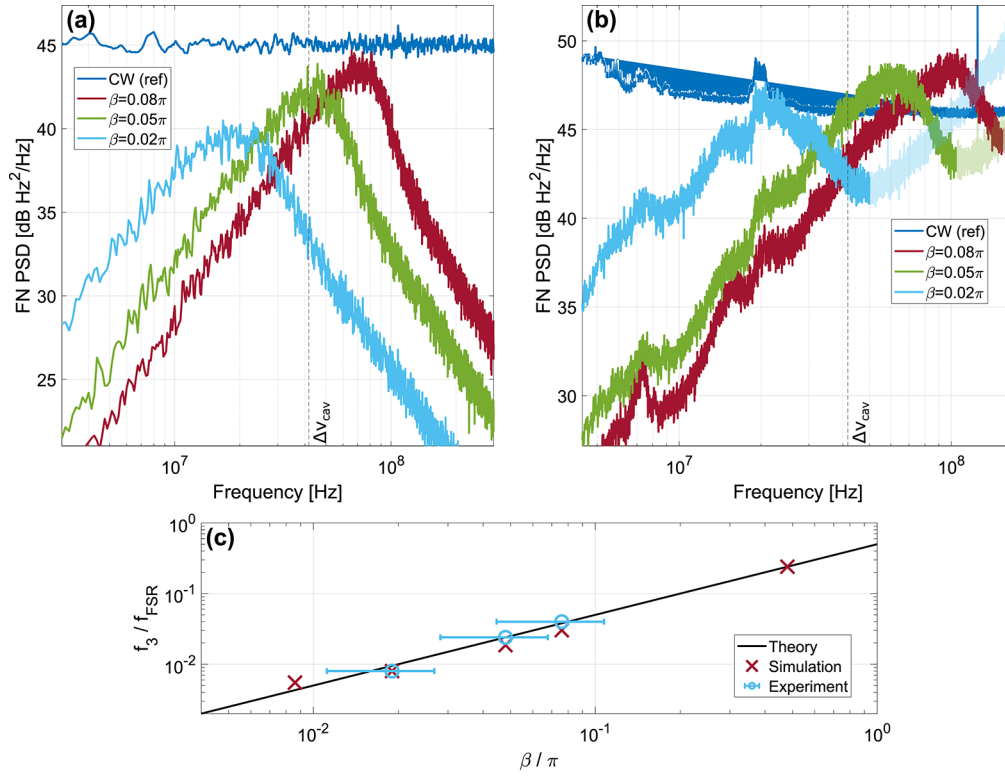 (a)
FN PSD [dB Hz²/Hz]
45
40
35
30
25
CW (ref)
β=0.08π
β=0.05π
β=0.02π
Δν_cav
10⁷
10⁸
Frequency [Hz]
(b)
FN PSD [dB Hz²/Hz]
50
45
40
35
30
CW (ref)
β=0.08π
β=0.05π
β=0.02π
Δν_cav
10⁷
10⁸
Frequency [Hz]
(c)
f₃ / f_FSR
10⁰
10⁻¹
10⁻²
Theory
Simulation
Experiment
10⁻²
10⁻¹
10⁰
β / π